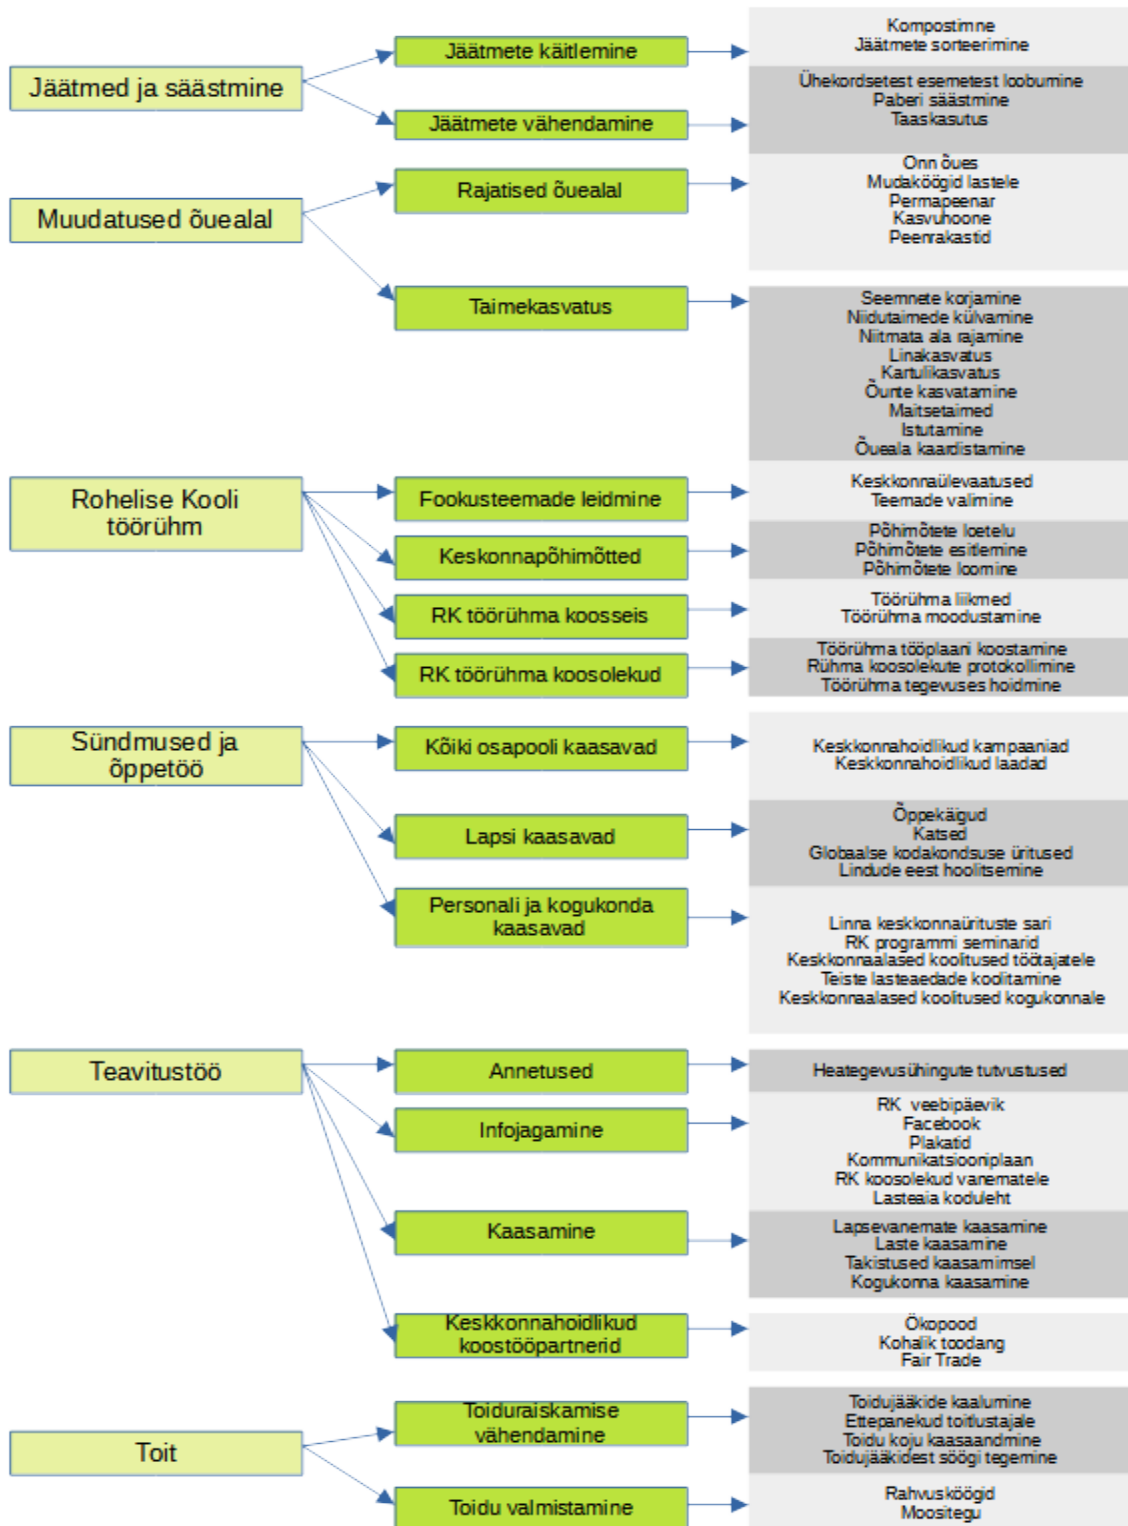 Jäätmed ja säästmine
Jäätmete käitlemine
Kompostimne
Jäätmete sorteerimine
Jäätmete vähendamine
Ühekordsetest esemetest loobumine
Paberi säästmine
Taaskasutus
Muudatused õuealal
Rajatised õuealal
Onn õues
Mudaköögid lastele
Permapeenar
Kasvuhoone
Peenrakastid
Taimekasvatus
Seemnete korjamine
Niidutaimede külvamine
Niitmata ala rajamine
Linakasvatus
Kartulikasvatus
Õunte kasvatamine
Maitsetaimed
Istutamine
Õueala kaardistamine
Rohelise Kooli
töörühm
Fookusteemade leidmine
Keskkonnaülevaatused
Teemade valimine
Keskonnapõhimõtted
Põhimõtete loetelu
Põhimõtete esitlemine
Põhimõtete loomine
RK töörühma koosseis
Töörühma liikmed
Töörühma moodustamine
RK töörühma koosolekud
Töörühma tööplaani koostamine
Rühma koosolekute protokollimine
Töörühma tegevuses hoidmine
Sündmused ja
õppetöö
Kõiki osapooli kaasavad
Keskkonnahoidlikud kampaaniad
Keskkonnahoidlikud laadad
Lapsi kaasavad
Õppekäigud
Katsed
Globaalse kodakondsuse üritused
Lindude eest hoolitsemine
Personali ja kogukonda
kaasavad
Linna keskkonnaürituste sari
RK programmi seminarid
Keskkonnaalased koolitused töötajatele
Teiste lasteaedade koolitamine
Keskkonnaalased koolitused kogukonnale
Teavitustöö
Annetused
Heategevusühingute tutvustused
Infojagamine
RK veebipäevik
Facebook
Plakatid
Kommunikatsiooniplaan
RK koosolekud vanematele
Lasteaia koduleht
Kaasamine
Lapsevanemate kaasamine
Laste kaasamine
Takistused kaasamimsel
Kogukonna kaasamine
Keskkonnahoidlikud
koostööpartnerid
Ökopood
Kohalik toodang
Fair Trade
Toit
Toiduraiskamise
vähendamine
Toidujääkide kaalumine
Ettepanekud toitlustajale
Toidu koju kaasaandmine
Toidujääkidest söögi tegemine
Toidu valmistamine
Rahvusköögid
Moositegu